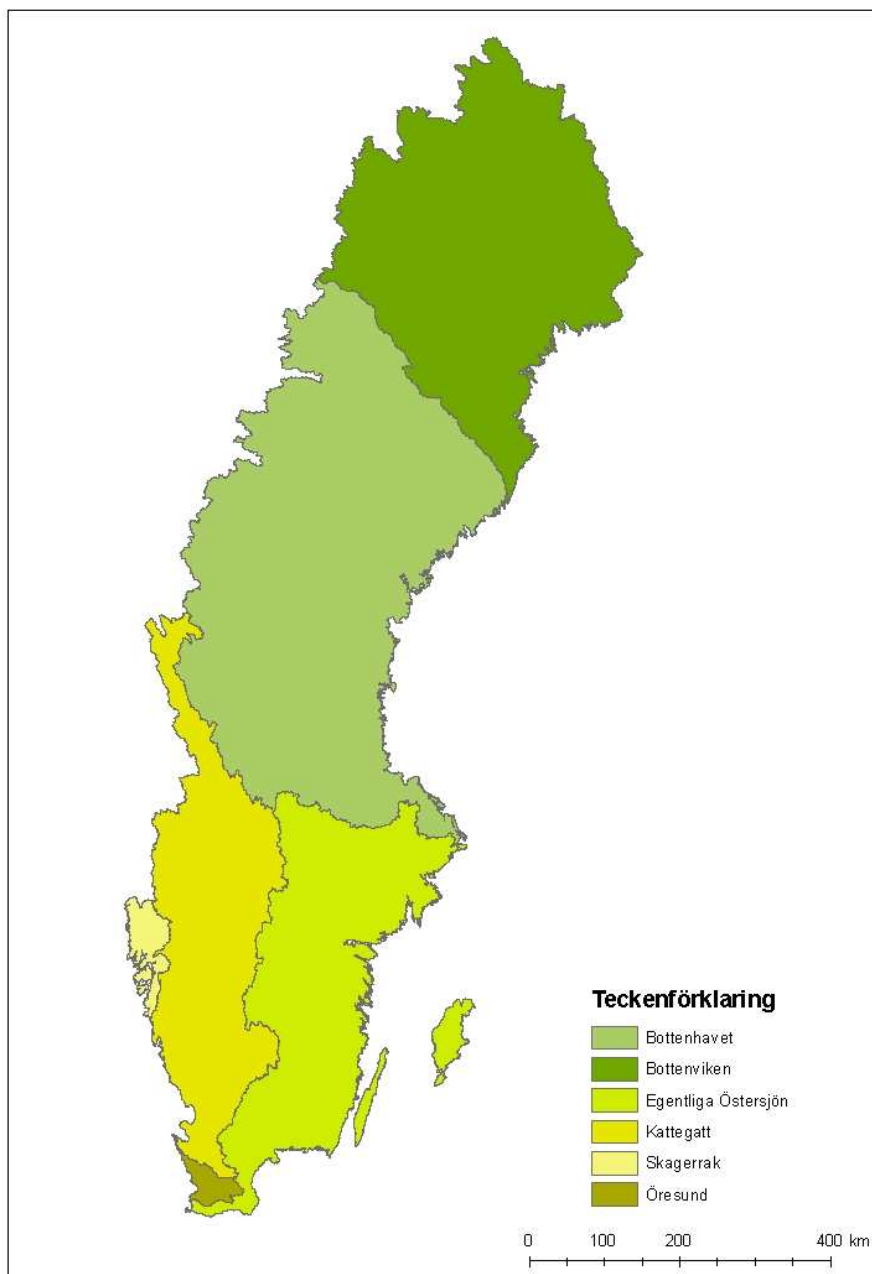 Teckenförklaring
Bottenhavet
Bottenviken
Egentliga Östersjön
Kattegatt
Skagerrak
Öresund
0 100 200 400 km